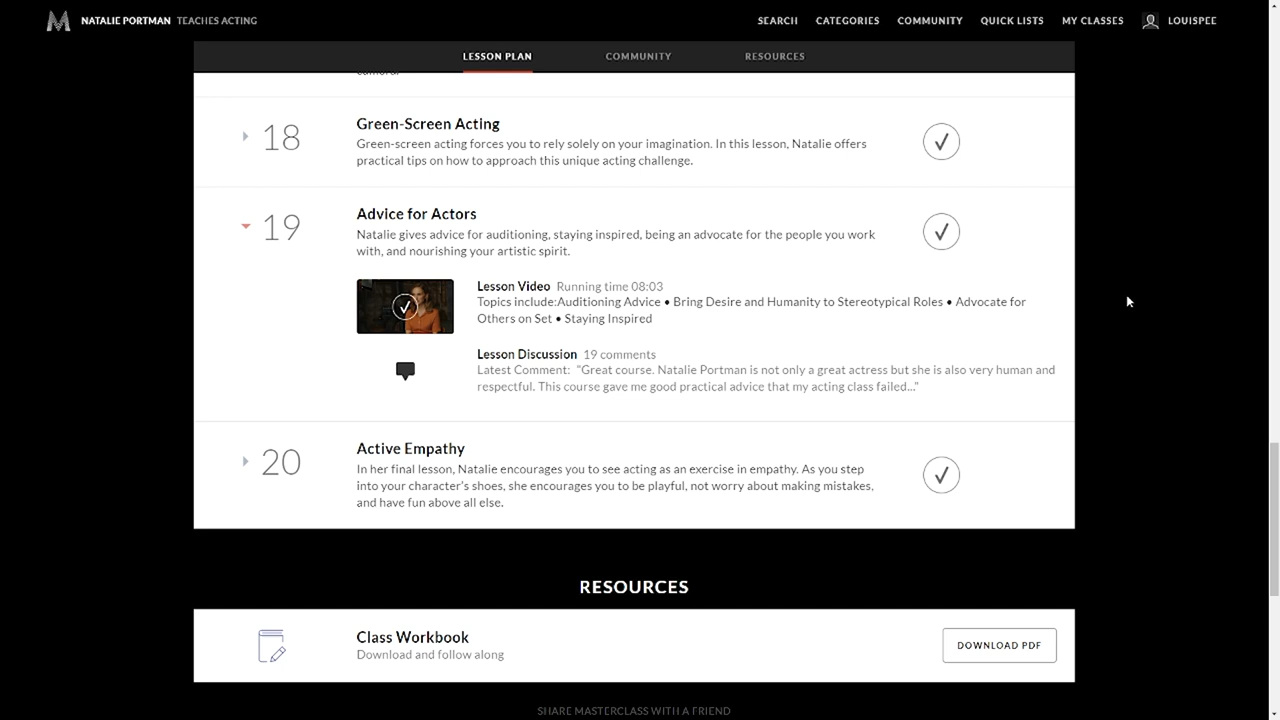 NATALIE PORTMAN TEACHES ACTING
SEARCH CATEGORIES COMMUNITY QUICK LISTS MY CLASSES LOUISPEE
LESSON PLAN COMMUNITY RESOURCES
18
Green-Screen Acting
Green-screen acting forces you to rely solely on your imagination. In this lesson, Natalie offers
practical tips on how to approach this unique acting challenge.
19
Advice for Actors
Natalie gives advice for auditioning, staying inspired, being an advocate for the people you work
with, and nourishing your artistic spirit.
Lesson Video Running time 08:03
Topics include:Auditioning Advice • Bring Desire and Humanity to Stereotypical Roles • Advocate for
Others on Set • Staying Inspired
Lesson Discussion 19 comments
Latest Comment: "Great course. Natalie Portman is not only a great actress but she is also very human and
respectful. This course gave me good practical advice that my acting class failed..."
20
Active Empathy
In her final lesson, Natalie encourages you to see acting as an exercise in empathy. As you step
into your character's shoes, she encourages you to be playful, not worry about making mistakes,
and have fun above all else.
RESOURCES
Class Workbook
Download and follow along
DOWNLOAD PDF
SHARE MASTERCLASS WITH A FRIEND